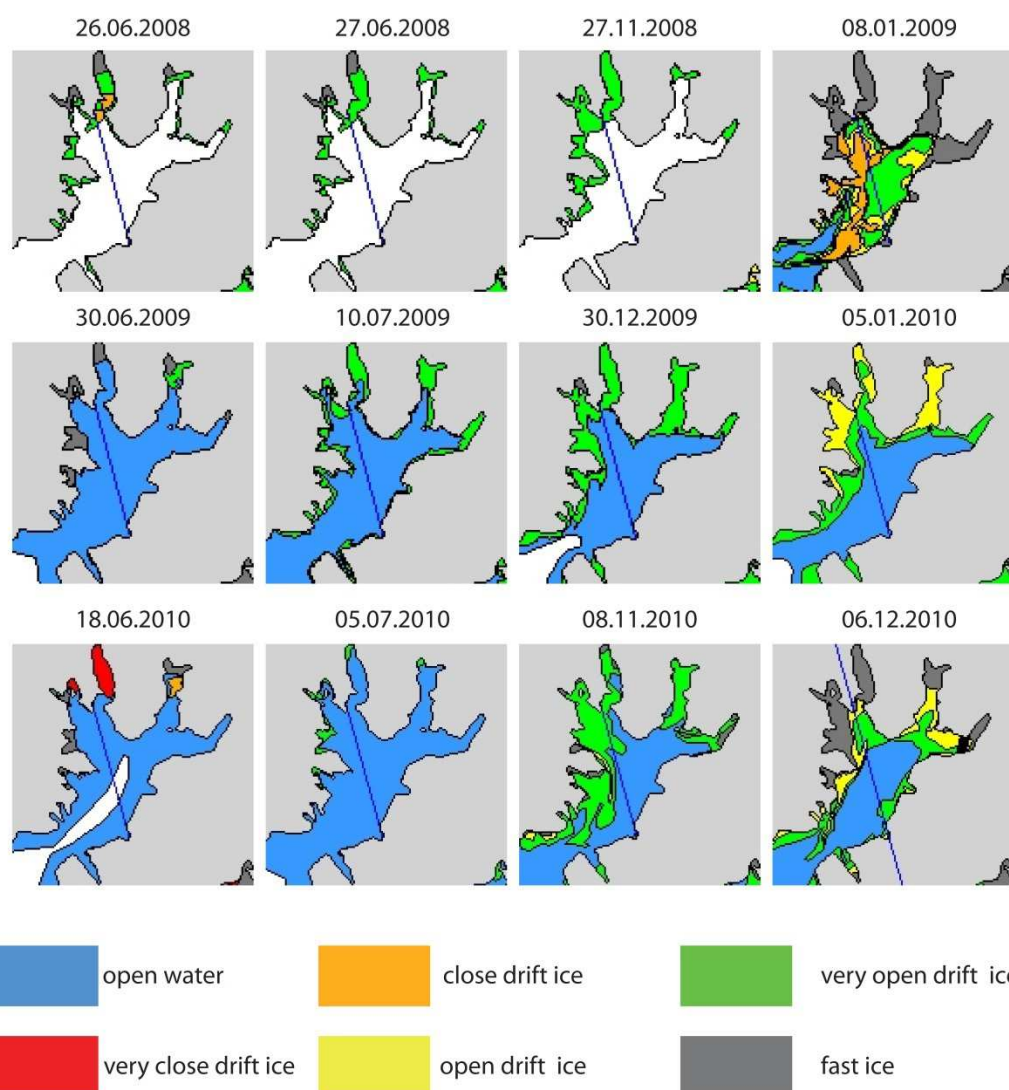 26.06.2008 27.06.2008 27.11.2008 08.01.2009
30.06.2009 10.07.2009 30.12.2009 05.01.2010
18.06.2010 05.07.2010 08.11.2010 06.12.2010
open water close drift ice very open drift ice
very close drift ice open drift ice fast ice